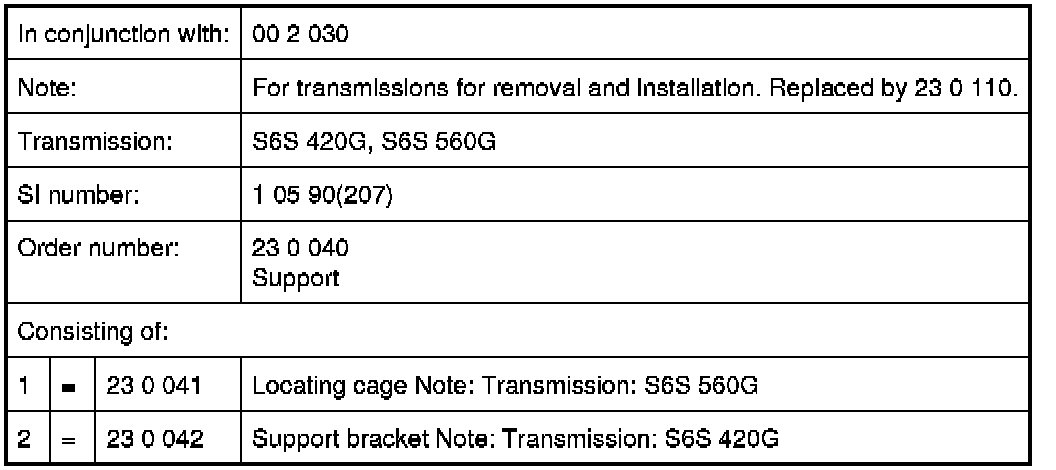 In conjunction with: 00 2 030
Note: For transmissions for removal and installation. Replaced by 23 0 110.
Transmission: S6S 420G, S6S 560G
SI number: 1 05 90(207)
Order number: 23 0 040
Support
Consisting of:
1 = 23 0 041 Locating cage Note: Transmission: S6S 560G
2 = 23 0 042 Support bracket Note: Transmission: S6S 420G